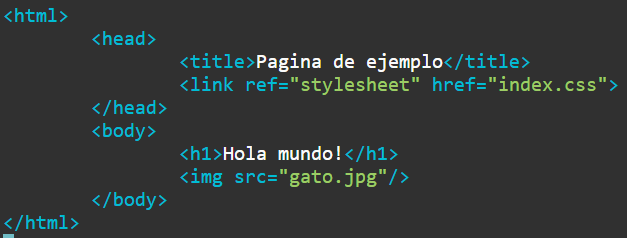 <html>
<head>
<title>Pagina de ejemplo</title>
<link ref="stylesheet" href="index.css">
</head>
<body>
<h1>Hola mundo!</h1>
<img src="gato.jpg"/>
</body>
</html>